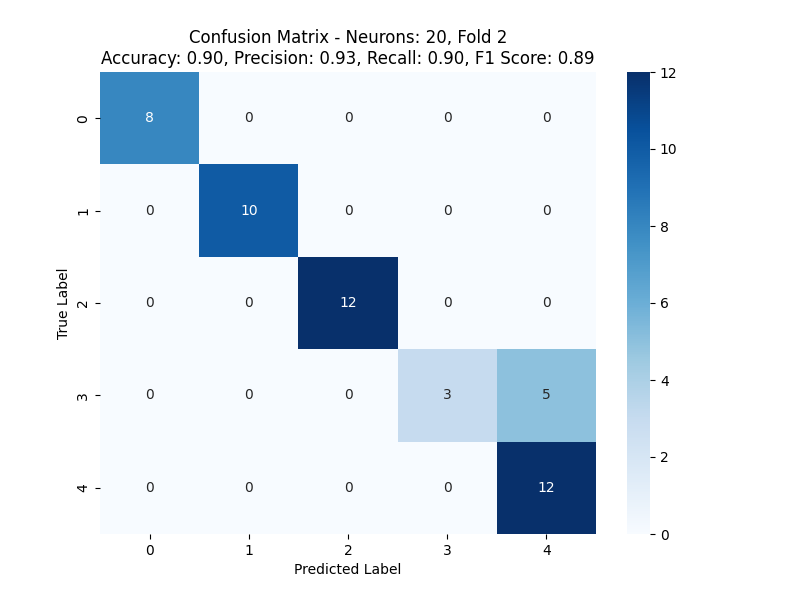 Confusion Matrix - Neurons: 20, Fold 2
Accuracy: 0.90, Precision: 0.93, Recall: 0.90, F1 Score: 0.89
True Label
0 8 0 0 0 0
1 0 10 0 0 0
2 0 0 12 0 0
3 0 0 0 3 5
4 0 0 0 0 12
0 1 2 3 4
Predicted Label
12
10
8
6
4
2
0